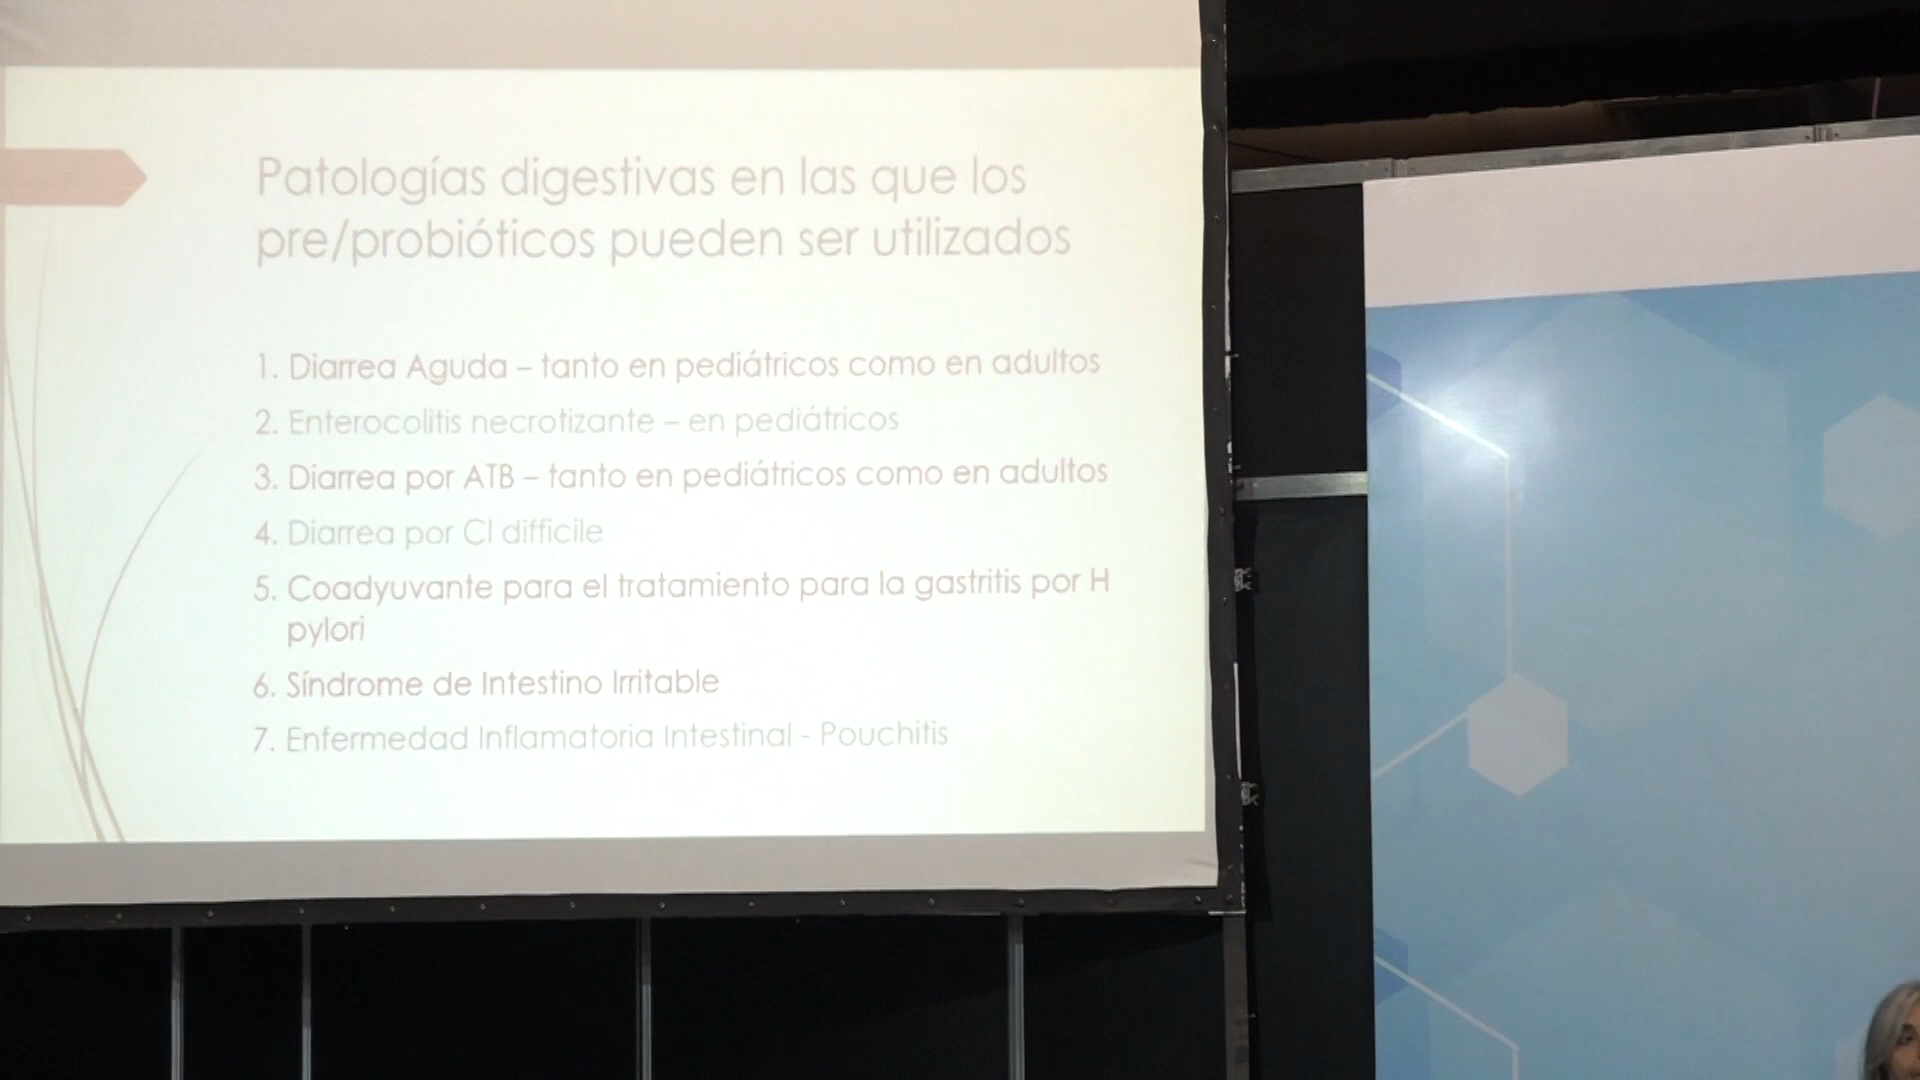 Patologías digestivas en las que los
pre/probióticos pueden ser utilizados
1. Diarrea Aguda – tanto en pediátricos como en adultos
2. Enterocolitis necrotizante – en pediátricos
3. Diarrea por ATB – tanto en pediátricos como en adultos
4. Diarrea por Cl difficile
5. Coadyuvante para el tratamiento para la gastritis por H
pylori
6. Síndrome de Intestino Irritable
7. Enfermedad Inflamatoria Intestinal - Pouchitis